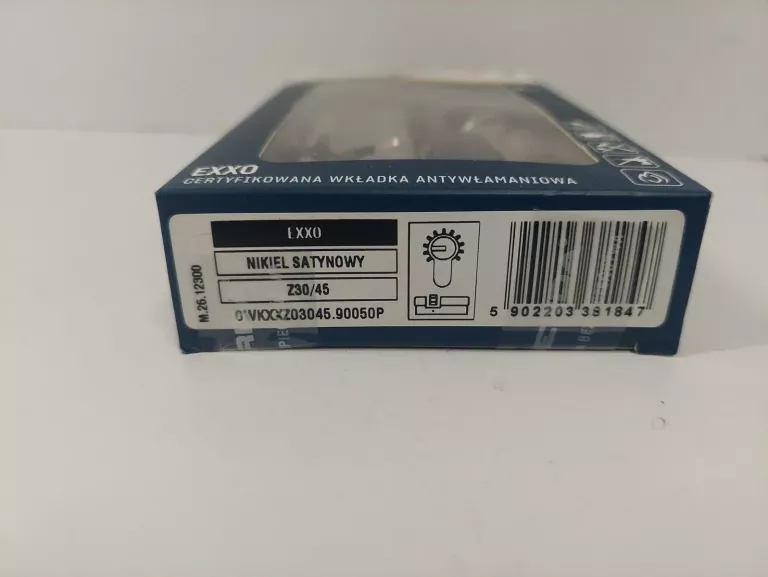 EXXO
CERTYFIKOWANA WKŁADKA ANTYWŁAMANIOWA
EXXO
NIKIEL SATYNOWY
Z30/45
M.26.12300
5 902203 381847